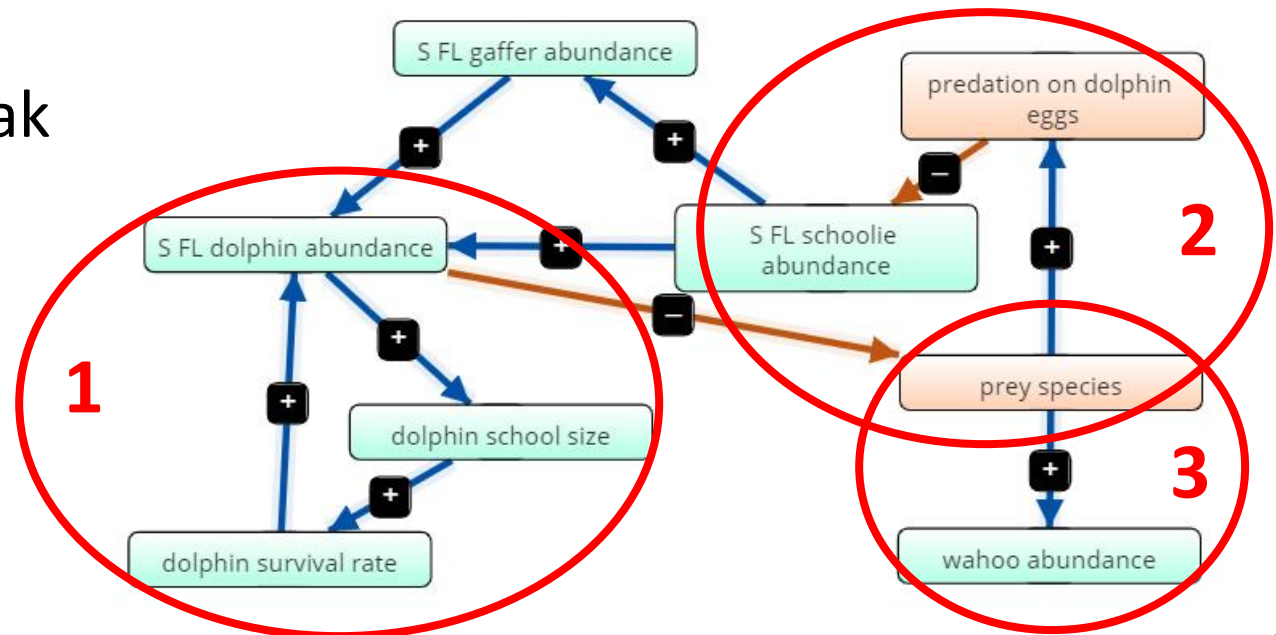 S FL gaffer abundance
predation on dolphin
eggs
ak
+
+
–
S FL dolphin abundance
+
S FL schoolie
abundance
+
2
–
+
1
+
prey species
dolphin school size
+
+
3
dolphin survival rate
wahoo abundance